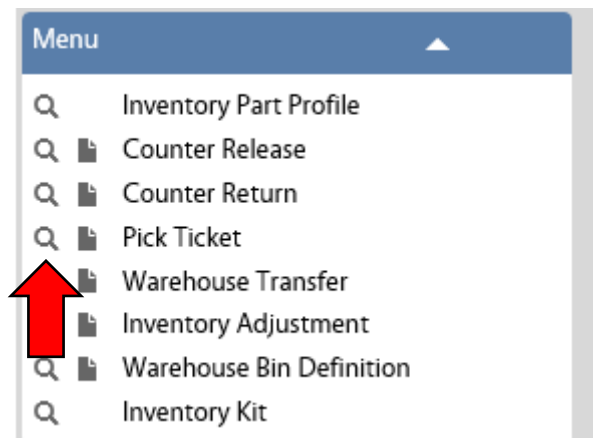 Menu
Inventory Part Profile
Counter Release
Counter Return
Pick Ticket
Warehouse Transfer
Inventory Adjustment
Warehouse Bin Definition
Inventory Kit